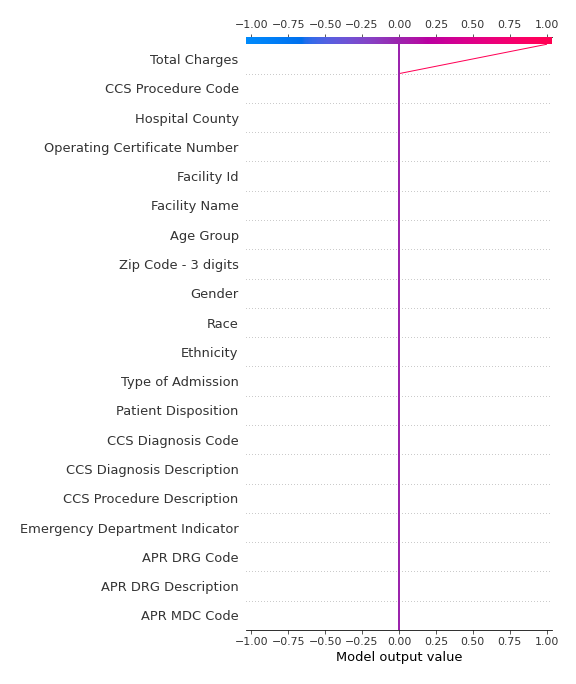 −1.00 −0.75 −0.50 −0.25 0.00 0.25 0.50 0.75 1.00
Total Charges
CCS Procedure Code
Hospital County
Operating Certificate Number
Facility Id
Facility Name
Age Group
Zip Code - 3 digits
Gender
Race
Ethnicity
Type of Admission
Patient Disposition
CCS Diagnosis Code
CCS Diagnosis Description
CCS Procedure Description
Emergency Department Indicator
APR DRG Code
APR DRG Description
APR MDC Code
−1.00 −0.75 −0.50 −0.25 0.00 0.25 0.50 0.75 1.00
Model output value